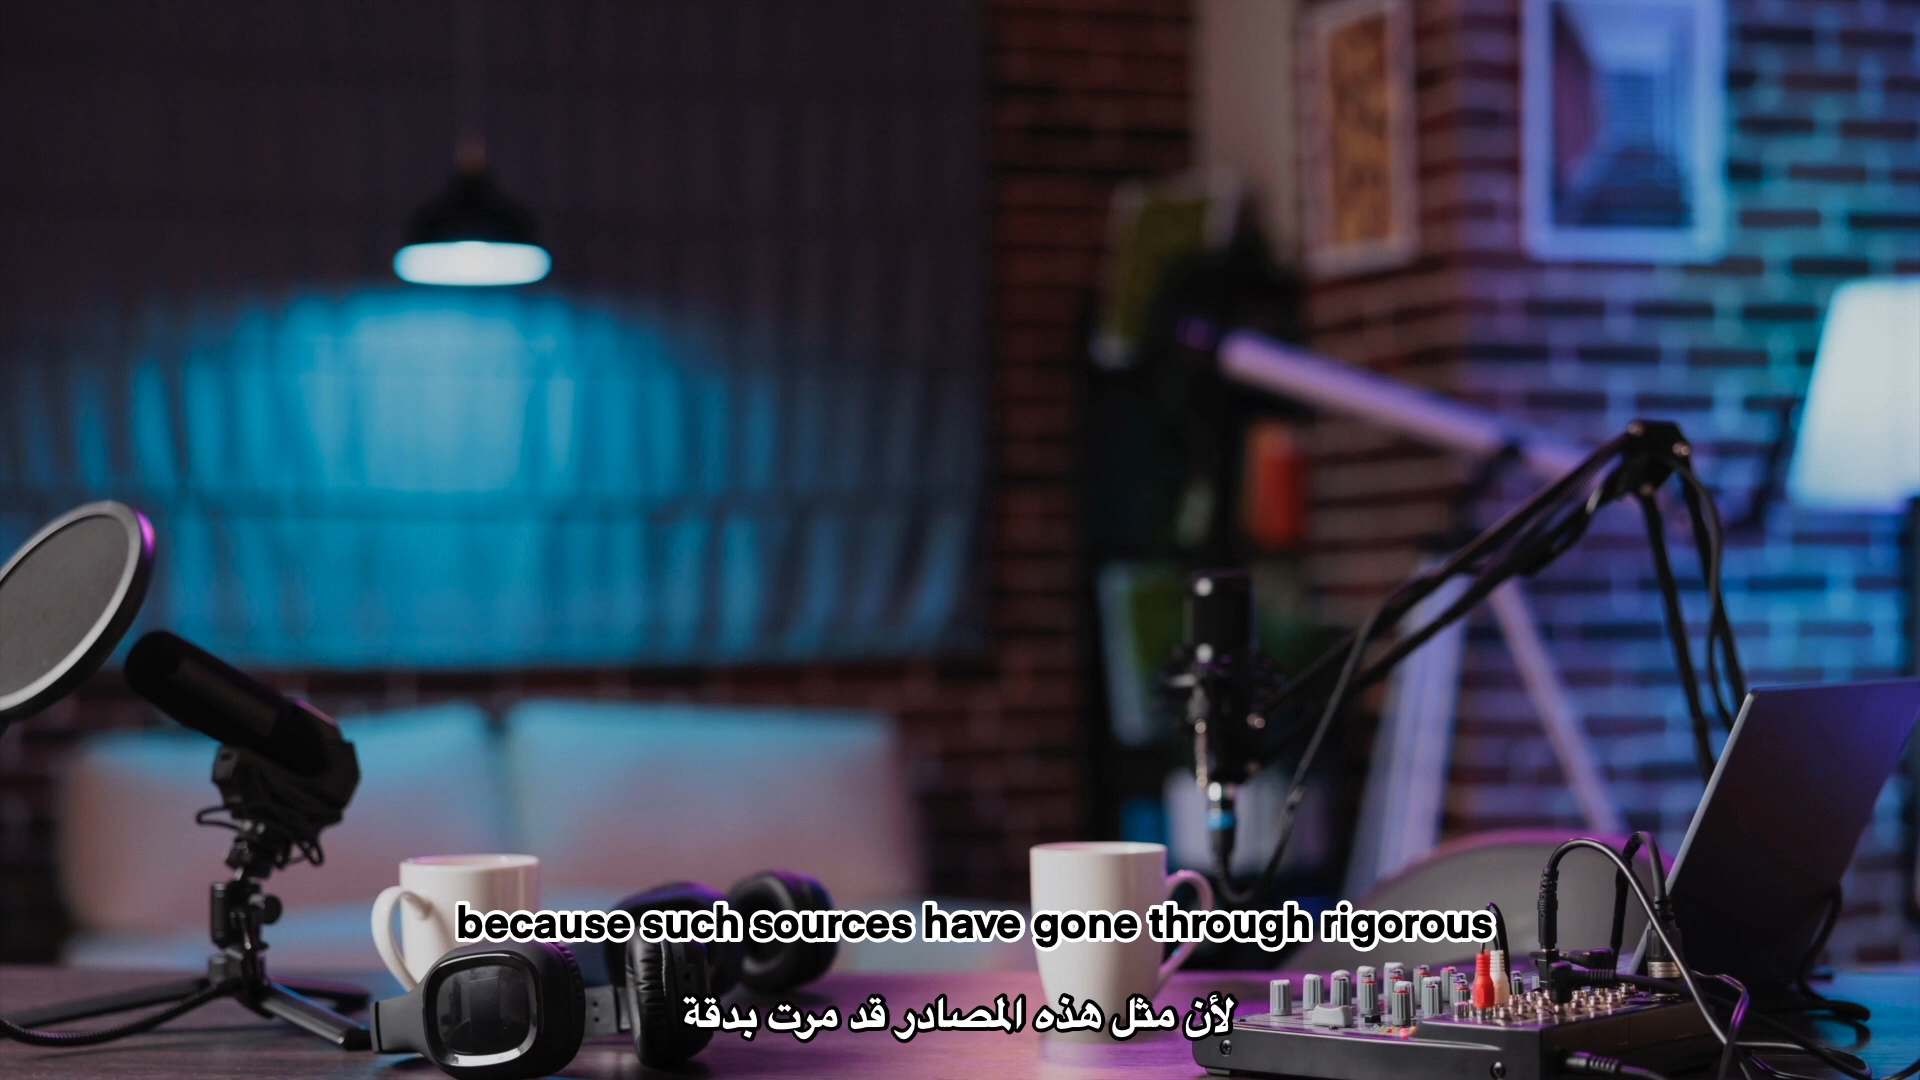 because such sources have gone through rigorous
لأن مثل هذه المصادر قد مرت بدقة